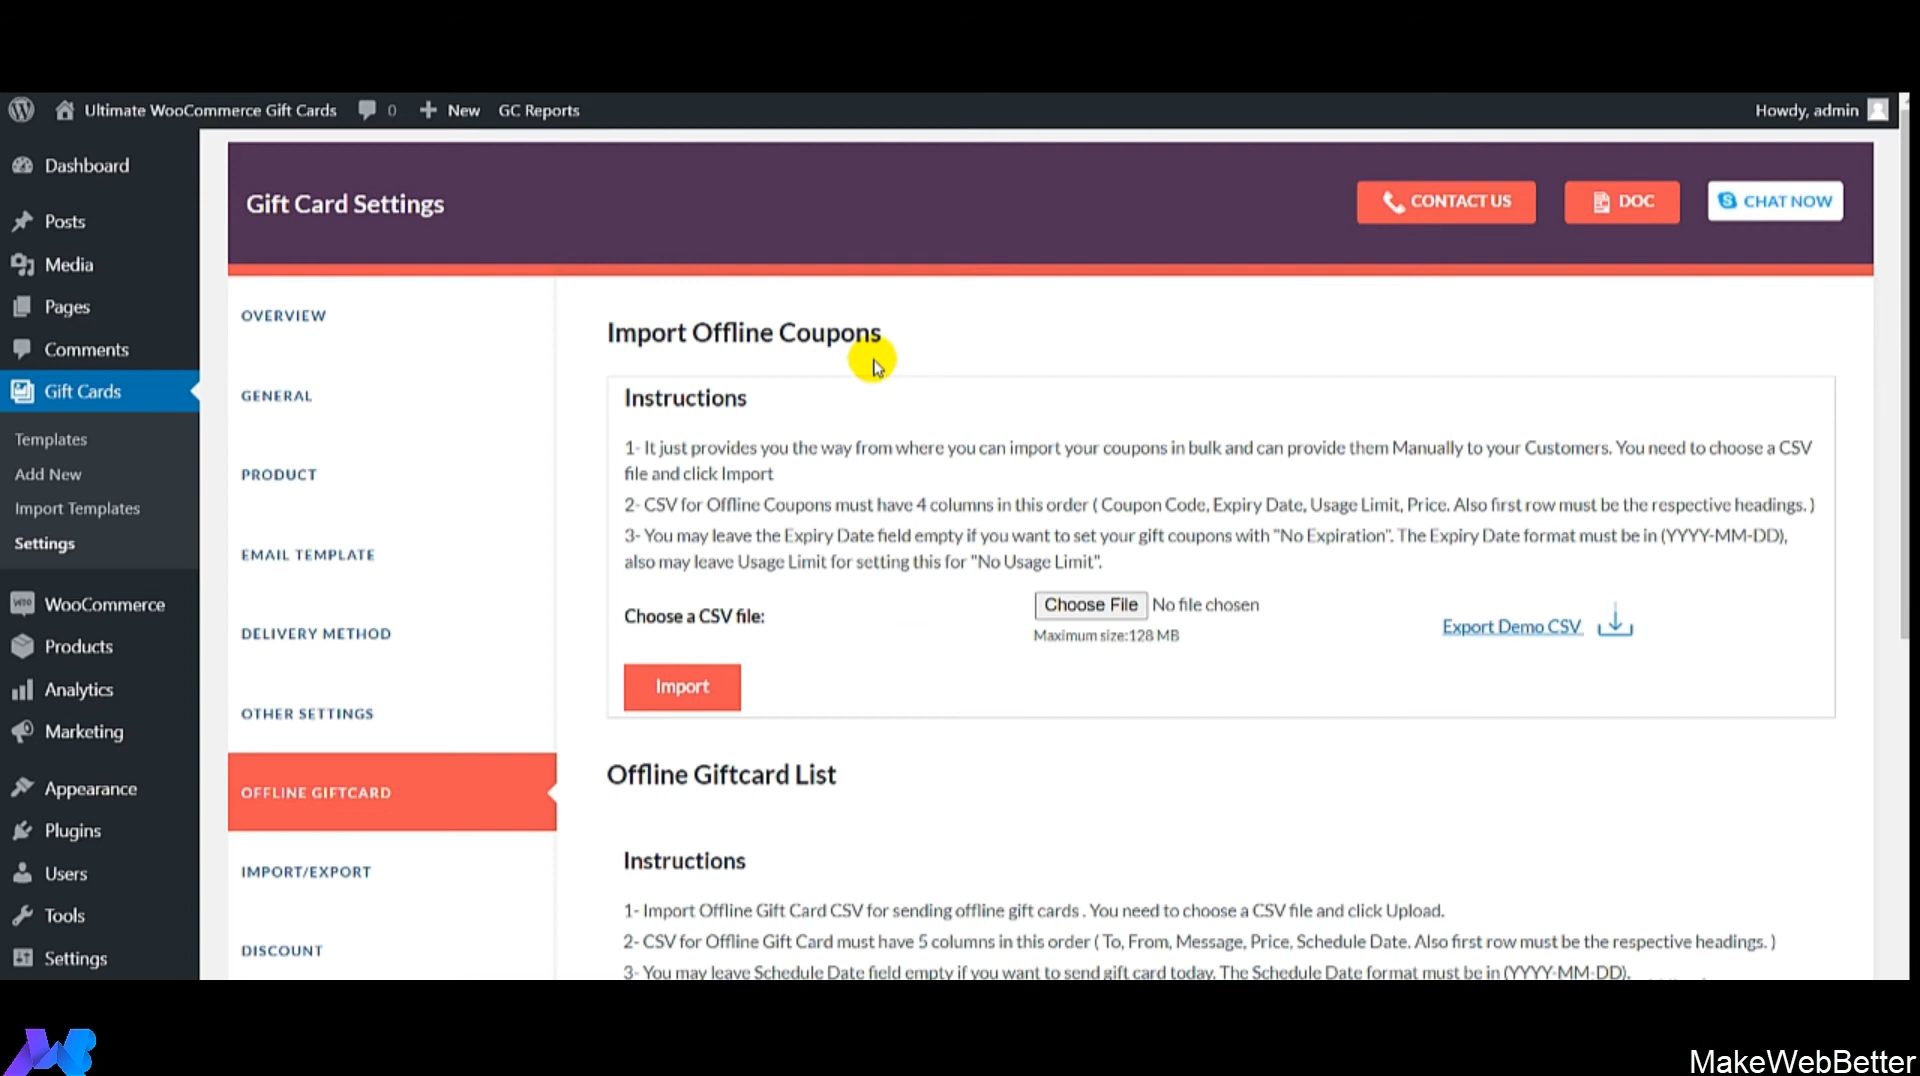 Ultimate WooCommerce Gift Cards 0 New GC Reports Howdy, admin
Dashboard
Posts
Media
Pages
Comments
Gift Cards
Templates
Add New
Import Templates
Settings
WooCommerce
Products
Analytics
Marketing
Appearance
Plugins
Users
Tools
Settings
Gift Card Settings
CONTACT US
DOC
CHAT NOW
OVERVIEW
GENERAL
PRODUCT
EMAIL TEMPLATE
DELIVERY METHOD
OTHER SETTINGS
OFFLINE GIFTCARD
IMPORT/EXPORT
DISCOUNT
Import Offline Coupons
Instructions
1- It just provides you the way from where you can import your coupons in bulk and can provide them Manually to your Customers. You need to choose a CSV
file and click Import
2- CSV for Offline Coupons must have 4 columns in this order ( Coupon Code, Expiry Date, Usage Limit, Price. Also first row must be the respective headings. )
3- You may leave the Expiry Date field empty if you want to set your gift coupons with "No Expiration". The Expiry Date format must be in (YYYY-MM-DD),
also may leave Usage Limit for setting this for "No Usage Limit".
Choose a CSV file:
Choose File No file chosen
Maximum size:128 MB
Export Demo CSV
Import
Offline Giftcard List
Instructions
1- Import Offline Gift Card CSV for sending offline gift cards . You need to choose a CSV file and click Upload.
2- CSV for Offline Gift Card must have 5 columns in this order ( To, From, Message, Price, Schedule Date. Also first row must be the respective headings. )
3- You may leave Schedule Date field empty if you want to send gift card today. The Schedule Date format must be in (YYYY-MM-DD).
MakeWebBetter